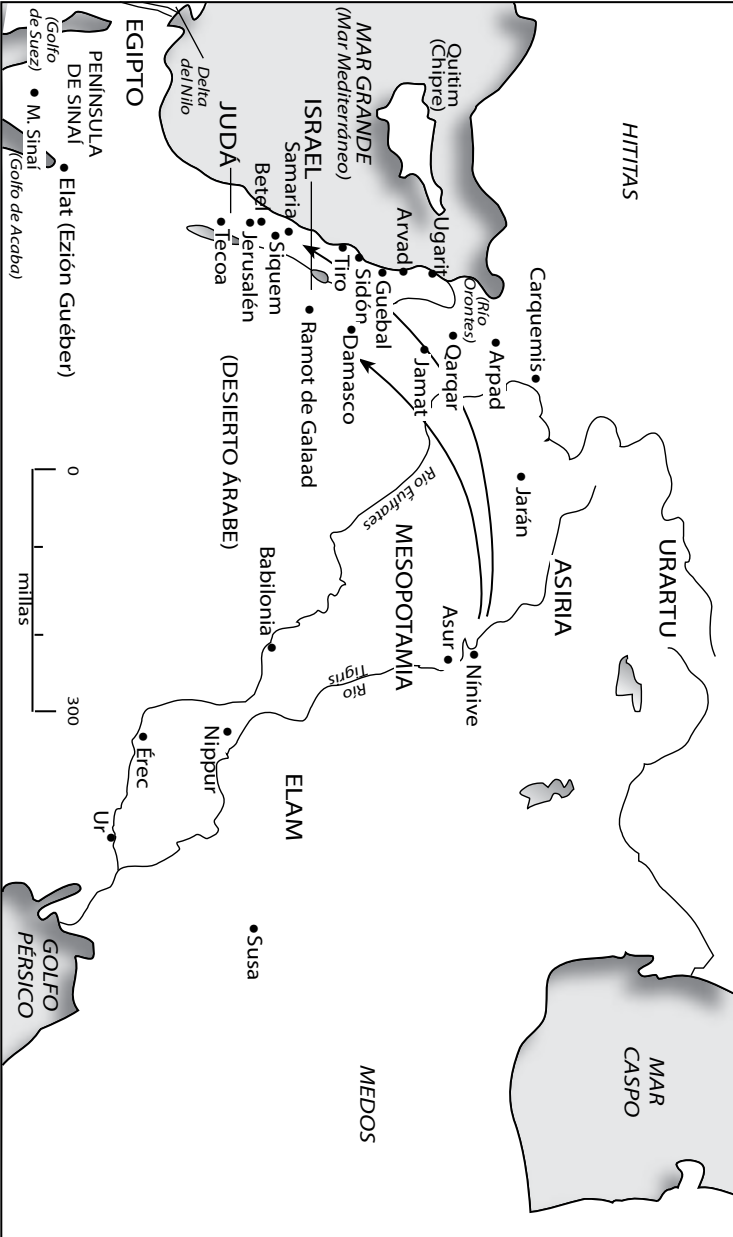 HITITAS
URARTU
MAR
CASPO
Quitim
(Chipre)
MAR GRANDE
(Mar Mediterráneo)
Carquemis
Jarán
ASIRIA
Arpad
(Río
Orontes)
Ugarit
Qarqar
Arvad
Jamat
Guebal
Sidón
Tiro
Damasco
Nínive
Asur
MESOPOTAMIA
Río Éufrates
Río
Tigris
MEDOS
ISRAEL
Samaria
Siquem
Betel
Jerusalén
JUDÁ
Tecoa
Ramot de Galaad
(DESIERTO ÁRABE)
Babilonia
ELAM
Nippur
Susa
Érec
Ur
GOLFO
PÉRSICO
Delta
del Nilo
EGIPTO
PENÍNSULA
DE SINAÍ
(Golfo
de Suez)
M. Sinaí
Elat (Ezión Guéber)
(Golfo de Acaba)
0
300
millas